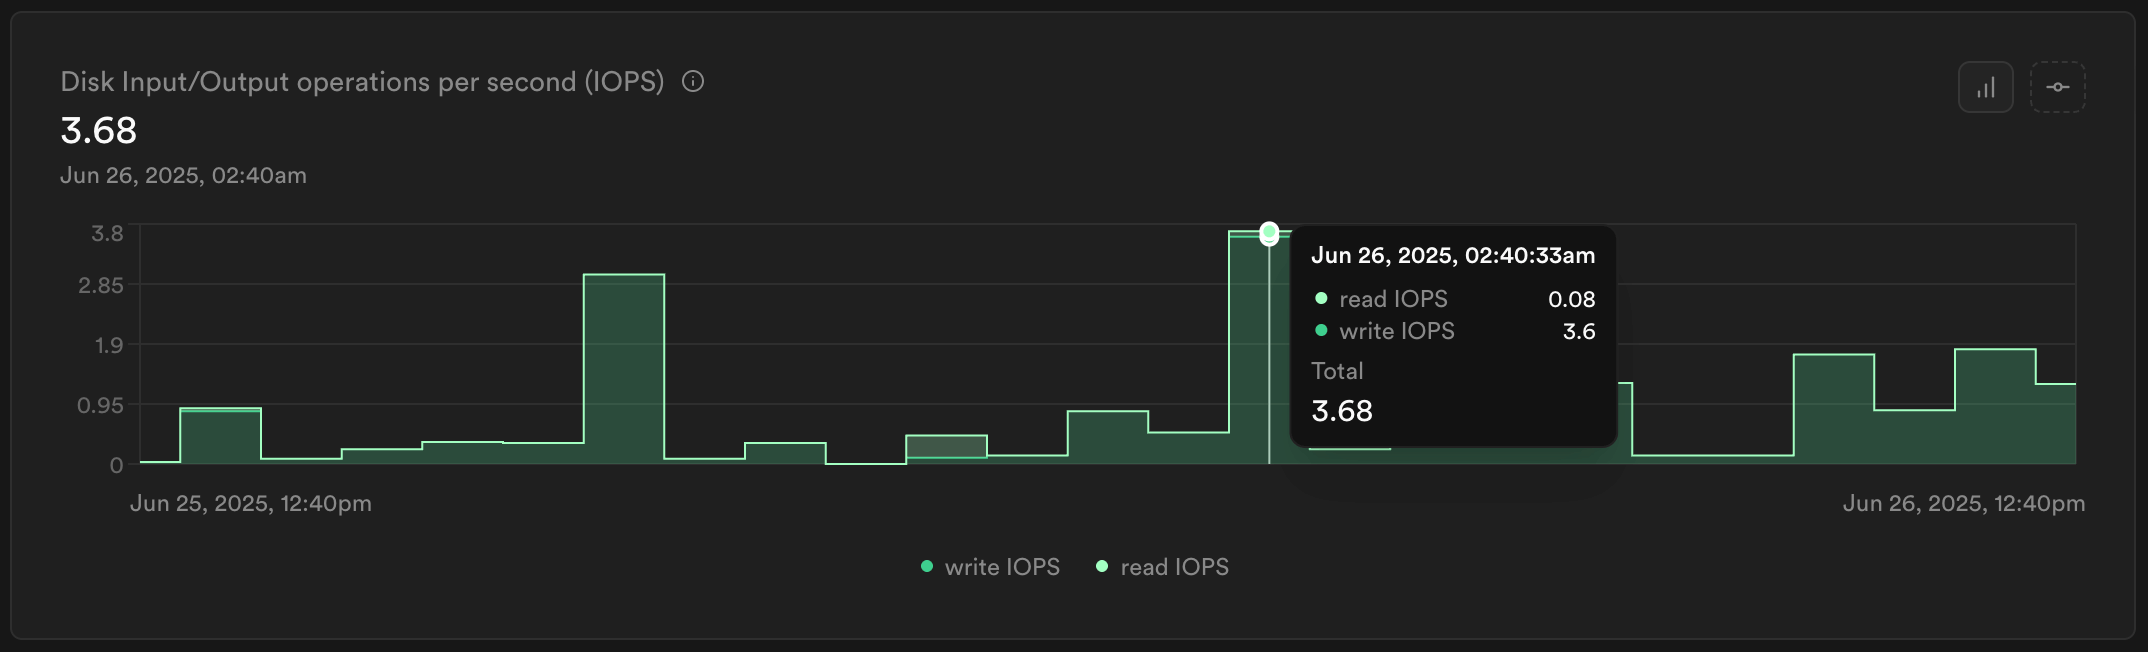 Disk Input/Output operations per second (IOPS)
3.68
Jun 26, 2025, 02:40am
3.8
2.85
1.9
0.95
0
Jun 26, 2025, 02:40:33am
read IOPS 0.08
write IOPS 3.6
Total
3.68
Jun 25, 2025, 12:40pm
Jun 26, 2025, 12:40pm
write IOPS read IOPS